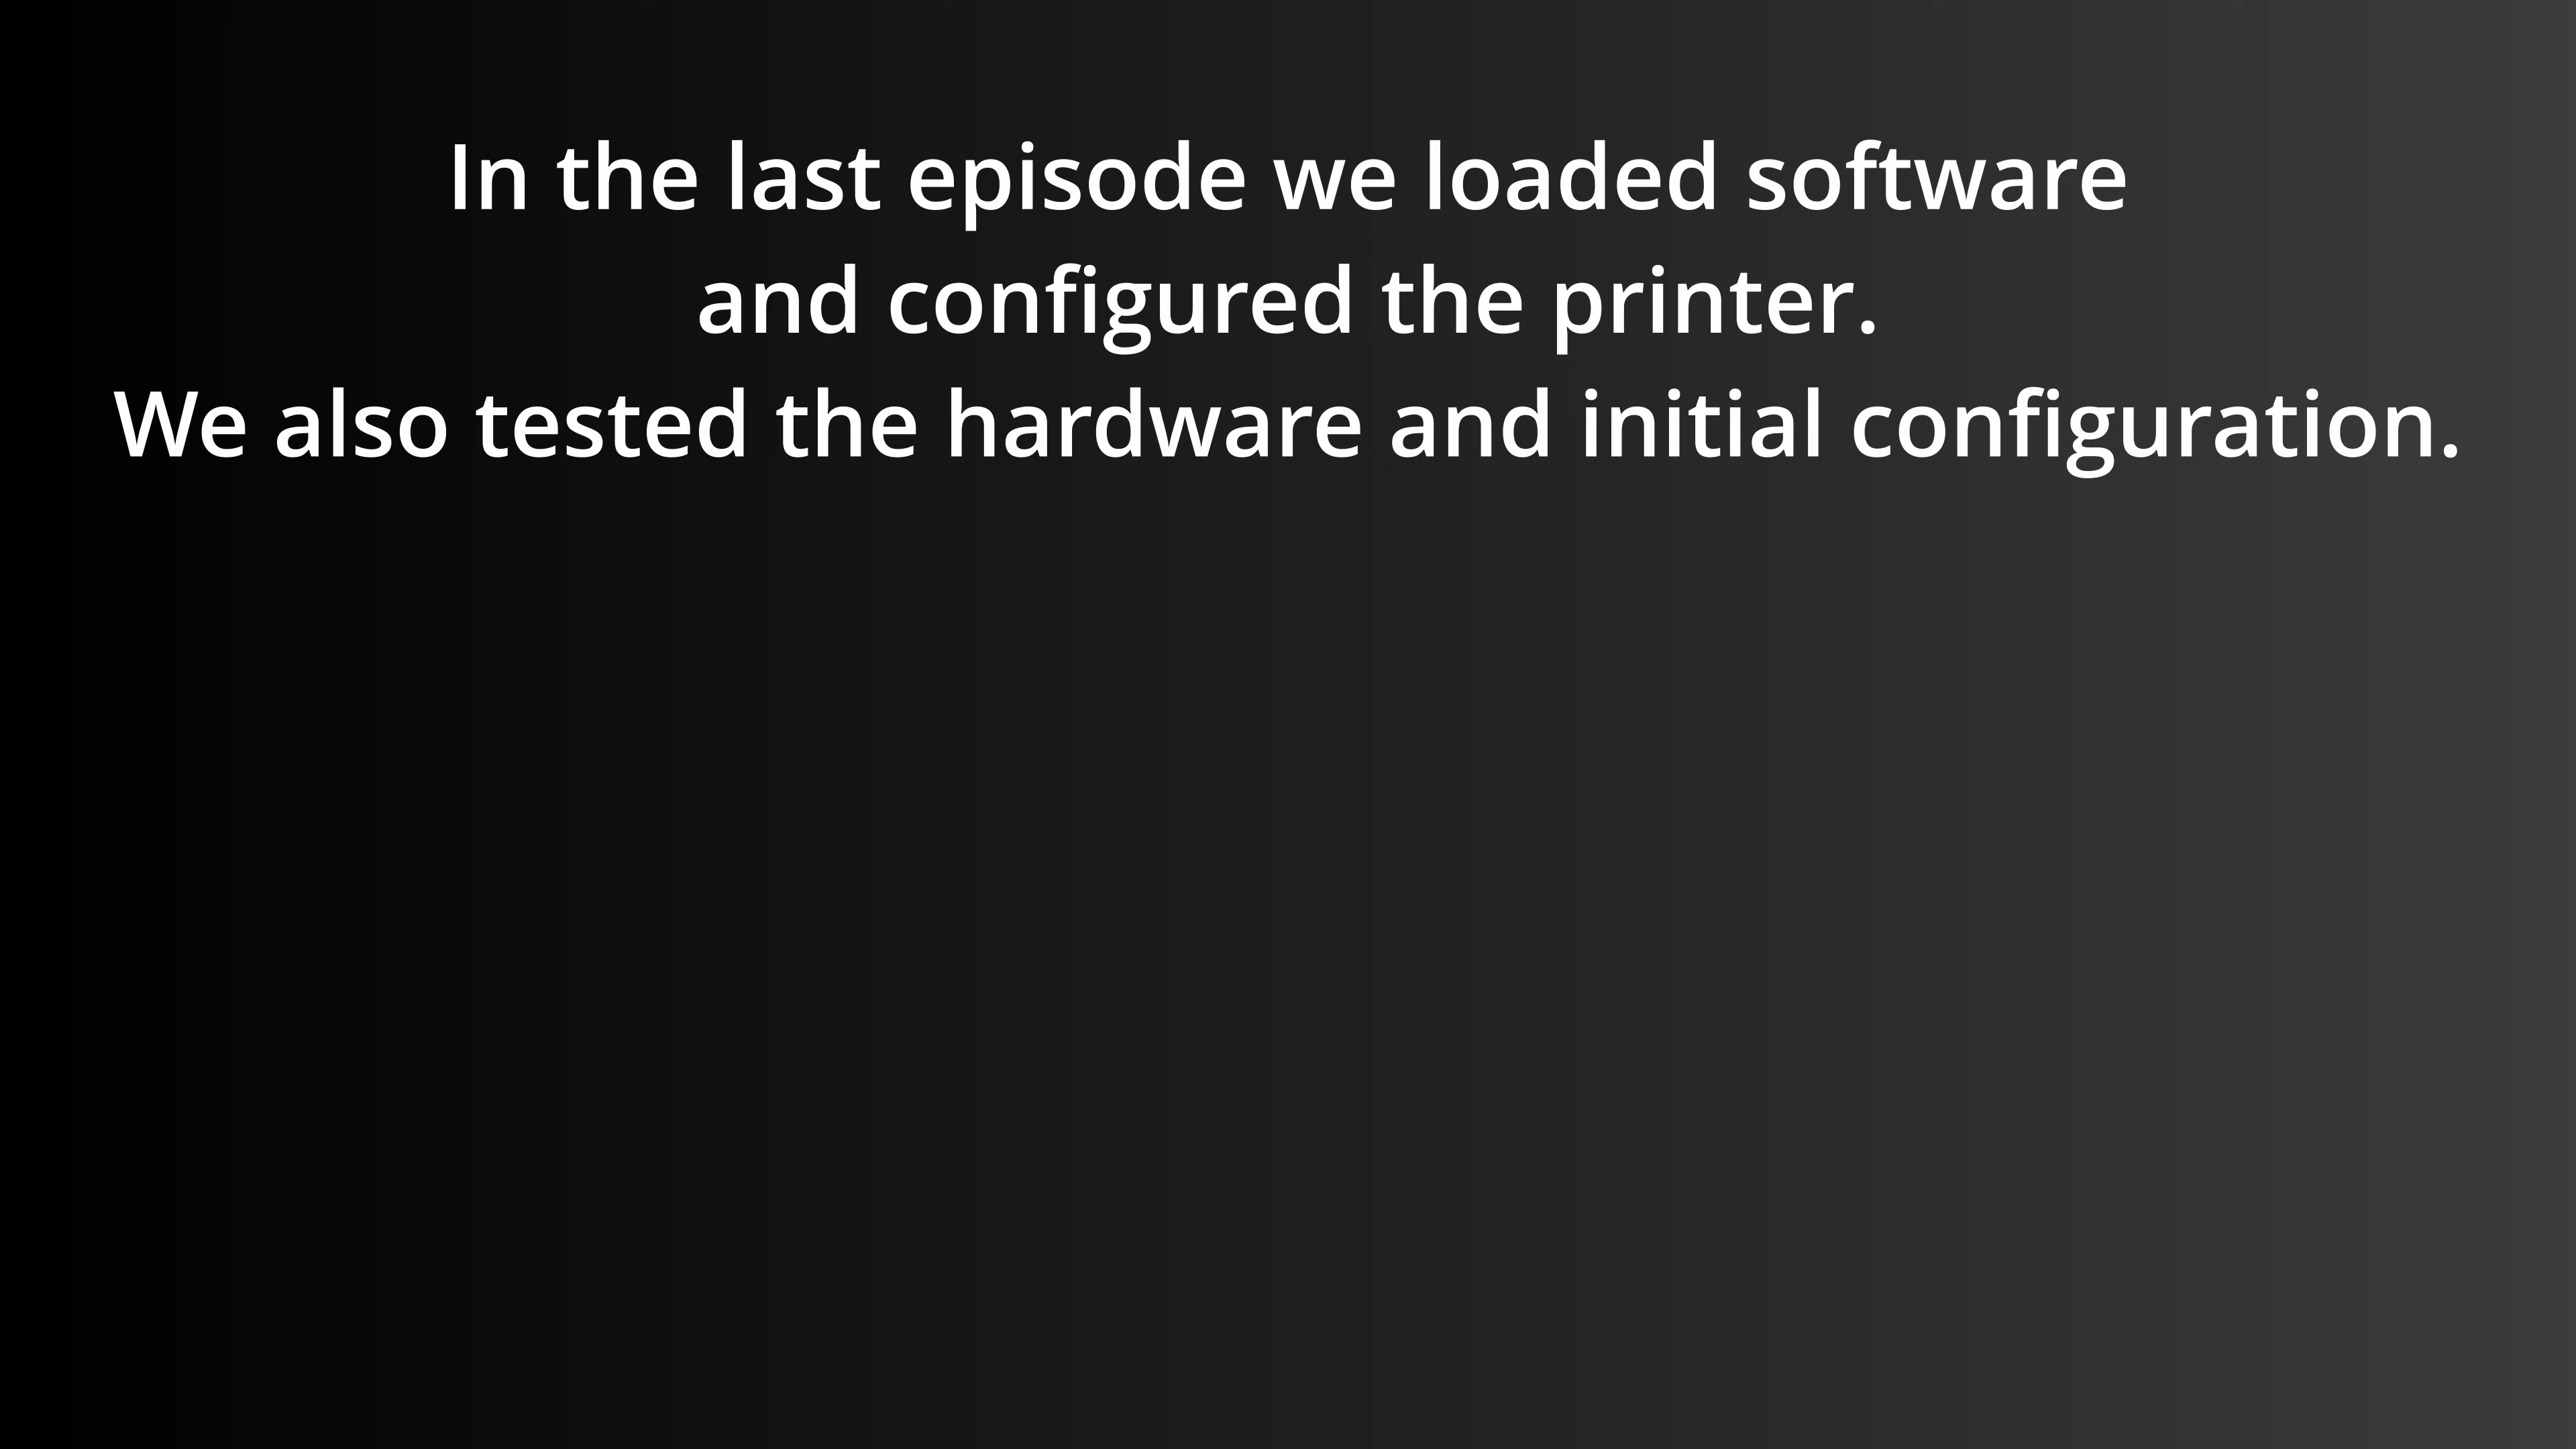 In the last episode we loaded software
and configured the printer.
We also tested the hardware and initial configuration.